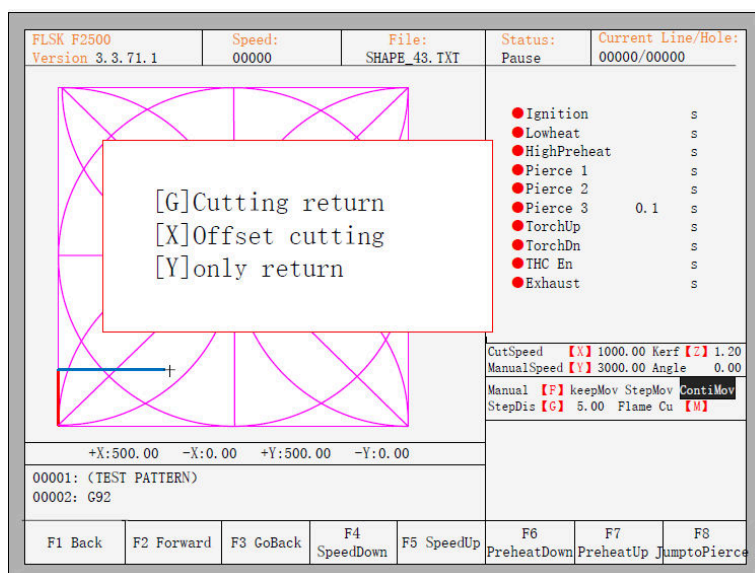 FLSK F2500
Version 3.3.71.1
Speed:
00000
File:
SHAPE_43.TXT
Status:
Pause
Current Line/Hole:
00000/00000
[G]Cutting return
[X]Offset cutting
[Y]only return
Ignition s
Lowheat s
HighPreheat s
Pierce 1 s
Pierce 2 s
Pierce 3 0.1 s
TorchUp s
TorchDn s
THC En s
Exhaust s
CutSpeed 【X】 1000.00 Kerf 【Z】 1.20
ManualSpeed 【Y】 3000.00 Angle 0.00
Manual 【P】 keepMov StepMov ContiMov
StepDis 【G】 5.00 Flame Cu 【M】
+X:500.00 -X:0.00 +Y:500.00 -Y:0.00
00001: (TEST PATTERN)
00002: G92
F1 Back
F2 Forward
F3 GoBack
F4 SpeedDown
F5 SpeedUp
F6 PreheatDown
F7 PreheatUp
F8 JumptoPierce